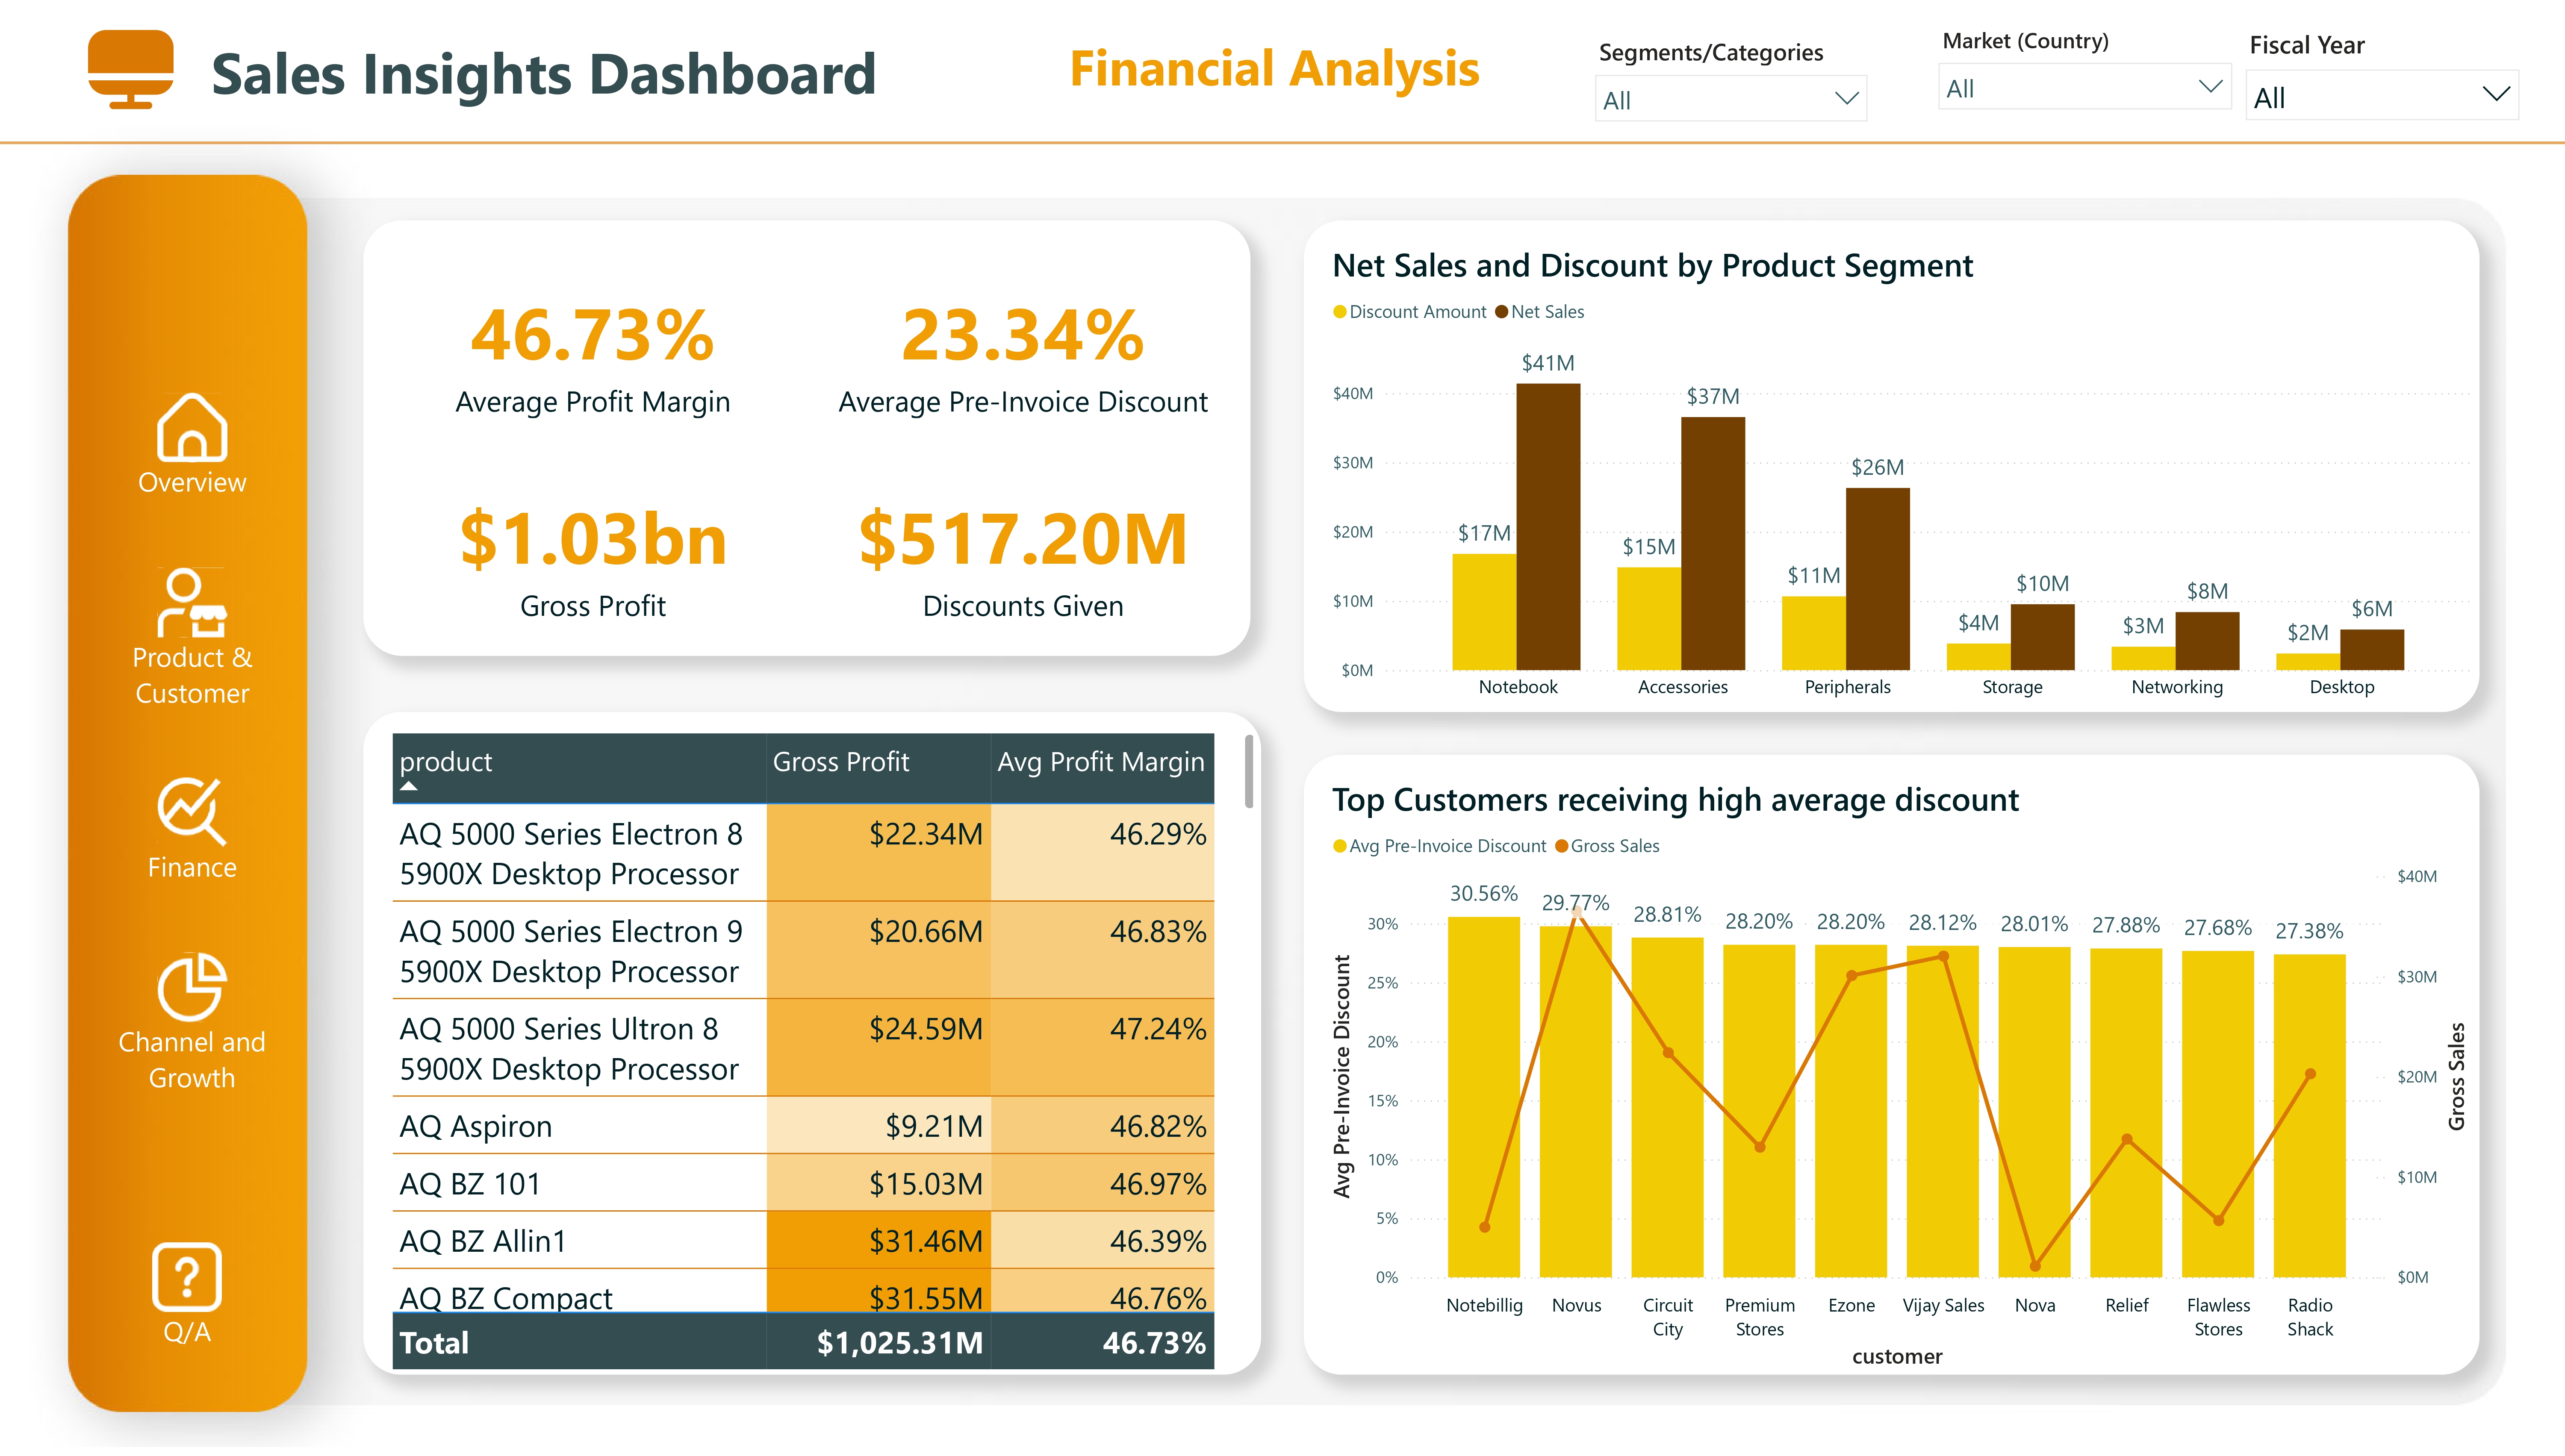 Sales Insights Dashboard
Financial Analysis
Segments/Categories
All
Market (Country)
All
Fiscal Year
All
Overview
Product &
Customer
Finance
Channel and
Growth
Q/A
46.73%
Average Profit Margin
23.34%
Average Pre-Invoice Discount
$1.03bn
Gross Profit
$517.20M
Discounts Given
product Gross Profit Avg Profit Margin
AQ 5000 Series Electron 8 $22.34M 46.29%
5900X Desktop Processor
AQ 5000 Series Electron 9 $20.66M 46.83%
5900X Desktop Processor
AQ 5000 Series Ultron 8 $24.59M 47.24%
5900X Desktop Processor
AQ Aspiron $9.21M 46.82%
AQ BZ 101 $15.03M 46.97%
AQ BZ Allin1 $31.46M 46.39%
AQ BZ Compact $31.55M 46.76%
Total $1,025.31M 46.73%
Net Sales and Discount by Product Segment
Discount Amount Net Sales
$40M
$30M
$20M
$10M
$0M
$17M $41M
$15M $37M
$11M $26M
$4M $10M
$3M $8M
$2M $6M
Notebook Accessories Peripherals Storage Networking Desktop
Top Customers receiving high average discount
Avg Pre-Invoice Discount Gross Sales
Avg Pre-Invoice Discount
30%
25%
20%
15%
10%
5%
0%
30.56% 29.77% 28.81% 28.20% 28.20% 28.12% 28.01% 27.88% 27.68% 27.38%
$40M
$30M
$20M
$10M
$0M
Gross Sales
Notebillig Novus Circuit Premium Ezone Vijay Sales Nova Relief Flawless Radio
City Stores Stores Shack
customer